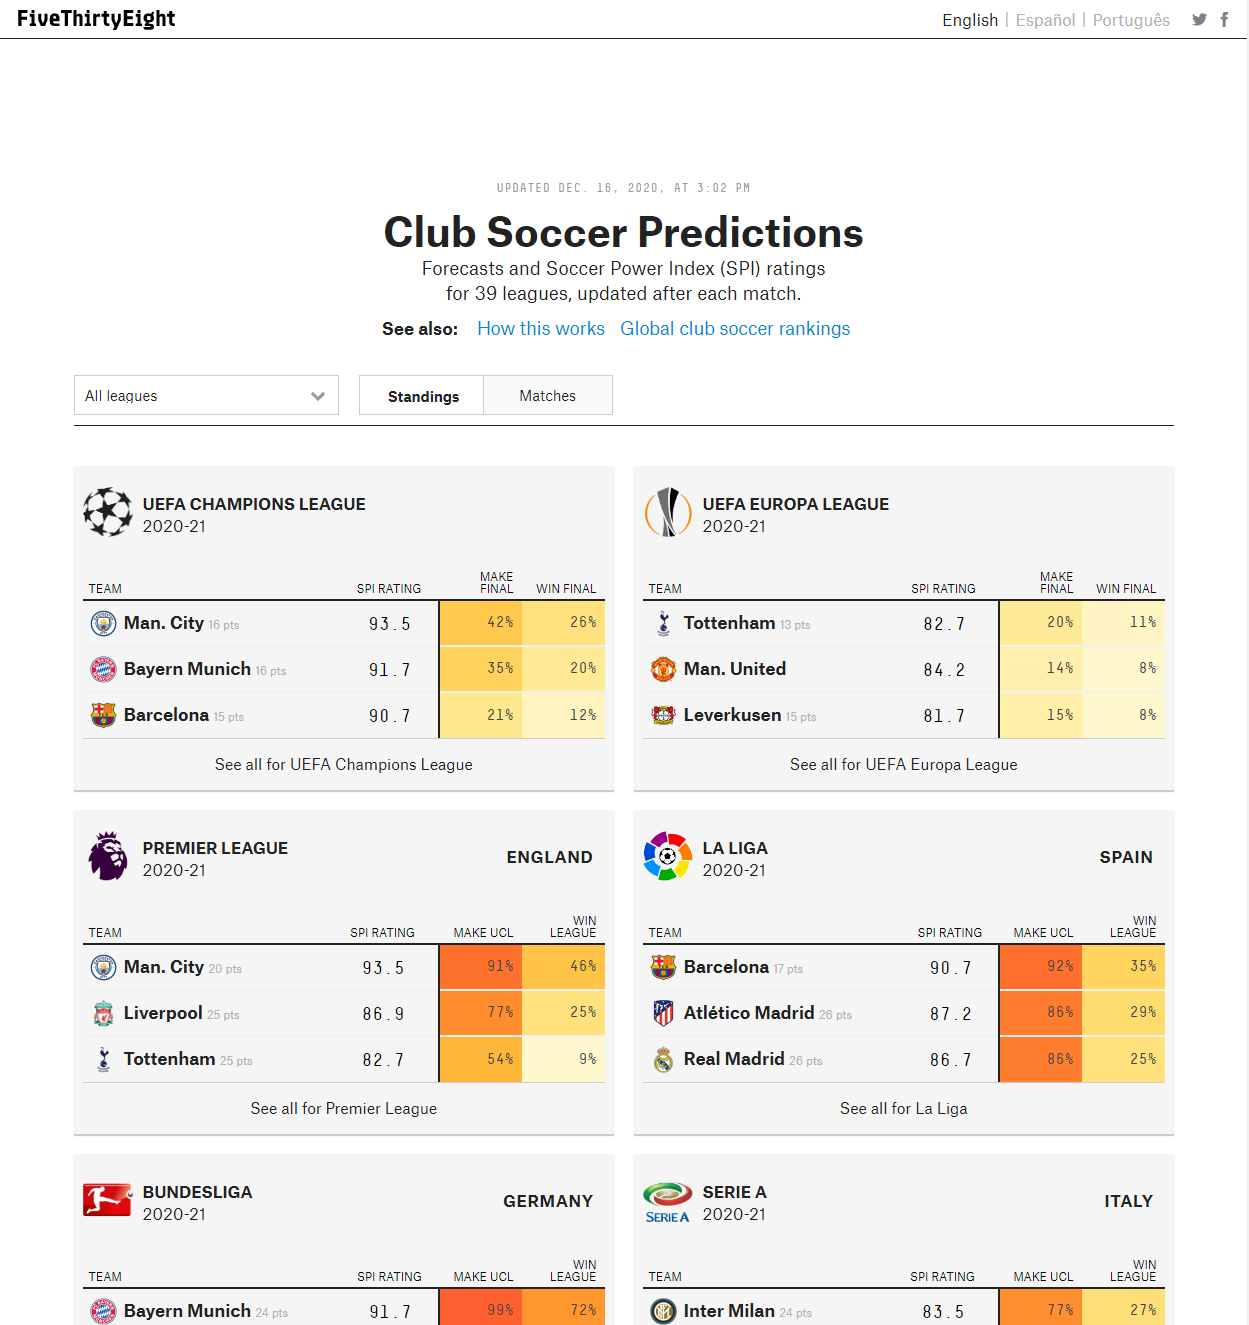 FiveThirtyEight
English | Español | Português
UPDATED DEC. 16, 2020, AT 3:02 PM
Club Soccer Predictions
Forecasts and Soccer Power Index (SPI) ratings
for 39 leagues, updated after each match.
See also: How this works Global club soccer rankings
All leagues
Standings Matches
UEFA CHAMPIONS LEAGUE
2020-21
TEAM SPI RATING MAKE FINAL WIN FINAL
Man. City 16 pts 93.5 42% 26%
Bayern Munich 16 pts 91.7 35% 20%
Barcelona 15 pts 90.7 21% 12%
See all for UEFA Champions League
UEFA EUROPA LEAGUE
2020-21
TEAM SPI RATING MAKE FINAL WIN FINAL
Tottenham 13 pts 82.7 20% 11%
Man. United 84.2 14% 8%
Leverkusen 15 pts 81.7 15% 8%
See all for UEFA Europa League
PREMIER LEAGUE
2020-21
ENGLAND
TEAM SPI RATING MAKE UCL WIN LEAGUE
Man. City 20 pts 93.5 91% 46%
Liverpool 25 pts 86.9 77% 25%
Tottenham 25 pts 82.7 54% 9%
See all for Premier League
LA LIGA
2020-21
SPAIN
TEAM SPI RATING MAKE UCL WIN LEAGUE
Barcelona 17 pts 90.7 92% 35%
Atlético Madrid 26 pts 87.2 86% 29%
Real Madrid 26 pts 86.7 86% 25%
See all for La Liga
BUNDESLIGA
2020-21
GERMANY
TEAM SPI RATING MAKE UCL WIN LEAGUE
Bayern Munich 24 pts 91.7 99% 72%
SERIE A
SERIE A
2020-21
ITALY
TEAM SPI RATING MAKE UCL WIN LEAGUE
Inter Milan 24 pts 83.5 77% 27%